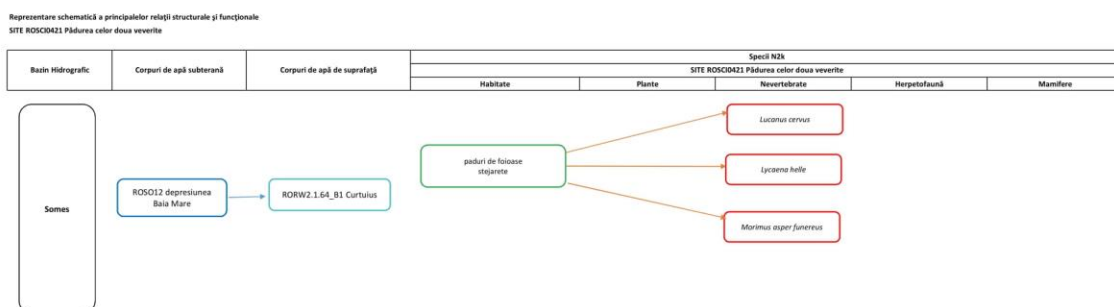 Reprezentare schematică a principalelor relații structurale și funcționale
SITE ROSCI0421 Pădurea celor doua veverite
Bazin Hidrografic
Corpuri de apă subterană
Corpuri de apă de suprafață
Specii N2k
SITE ROSCI0421 Pădurea celor doua veverite
Habitate
Plante
Nevertebrate
Herpetofaună
Mamifere
Somes
ROSO12 depresiunea
Baia Mare
RORW2.1.64_B1 Curtuius
paduri de foioase
stejarete
Lucanus cervus
Lycaena helle
Morimus asper funereus